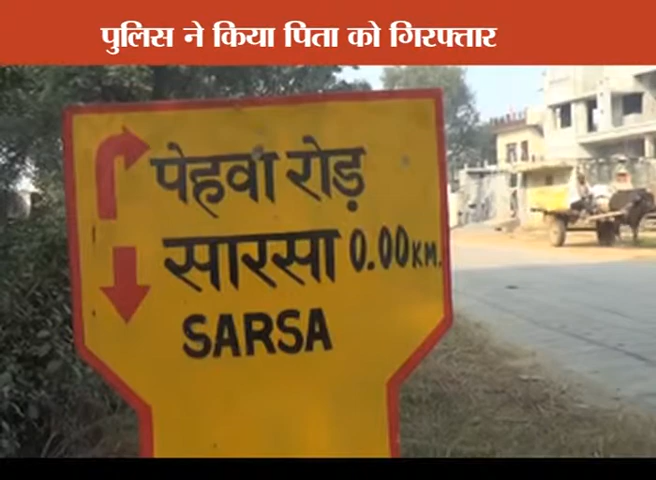 पुलिस ने किया पिता को गिरफ्तार
पेहवा रोड़
सारसा 0.00 KM.
SARSA